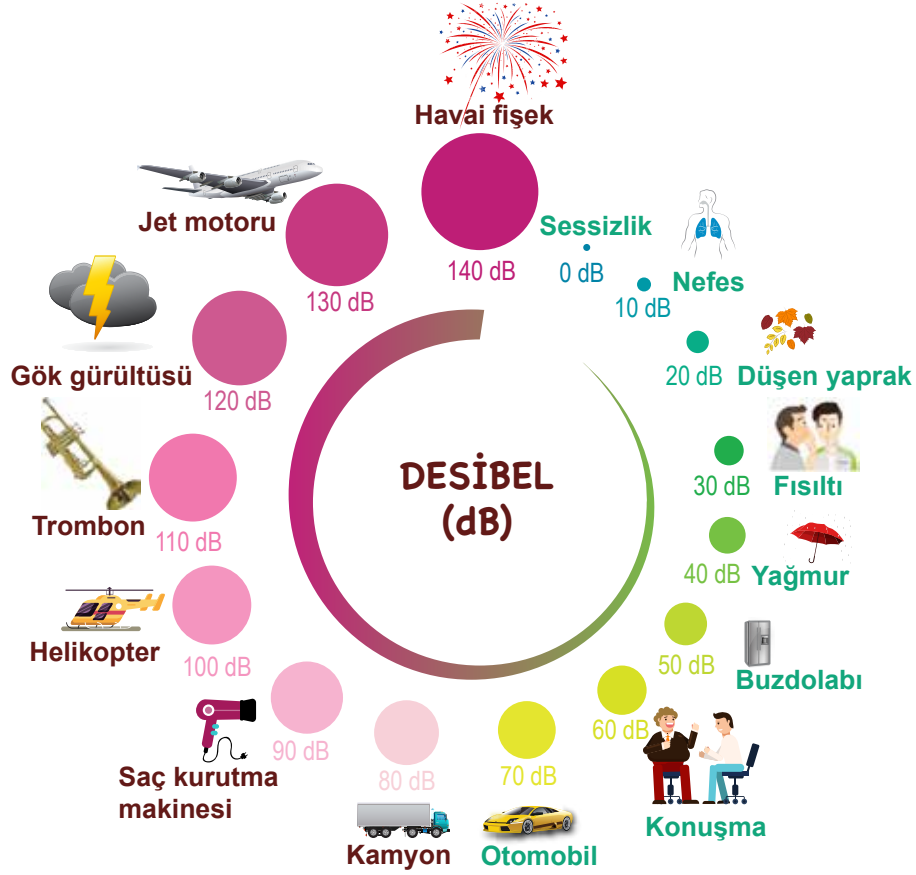 Havai fişek
140 dB
Sessizlik
0 dB
Nefes
10 dB
Düşen yaprak
20 dB
Fısıltı
30 dB
Yağmur
40 dB
Buzdolabı
50 dB
Konuşma
60 dB
Otomobil
70 dB
Kamyon
80 dB
Saç kurutma
makinesi
90 dB
Helikopter
100 dB
Trombon
110 dB
Gök gürültüsü
120 dB
Jet motoru
130 dB
DESİBEL
(dB)